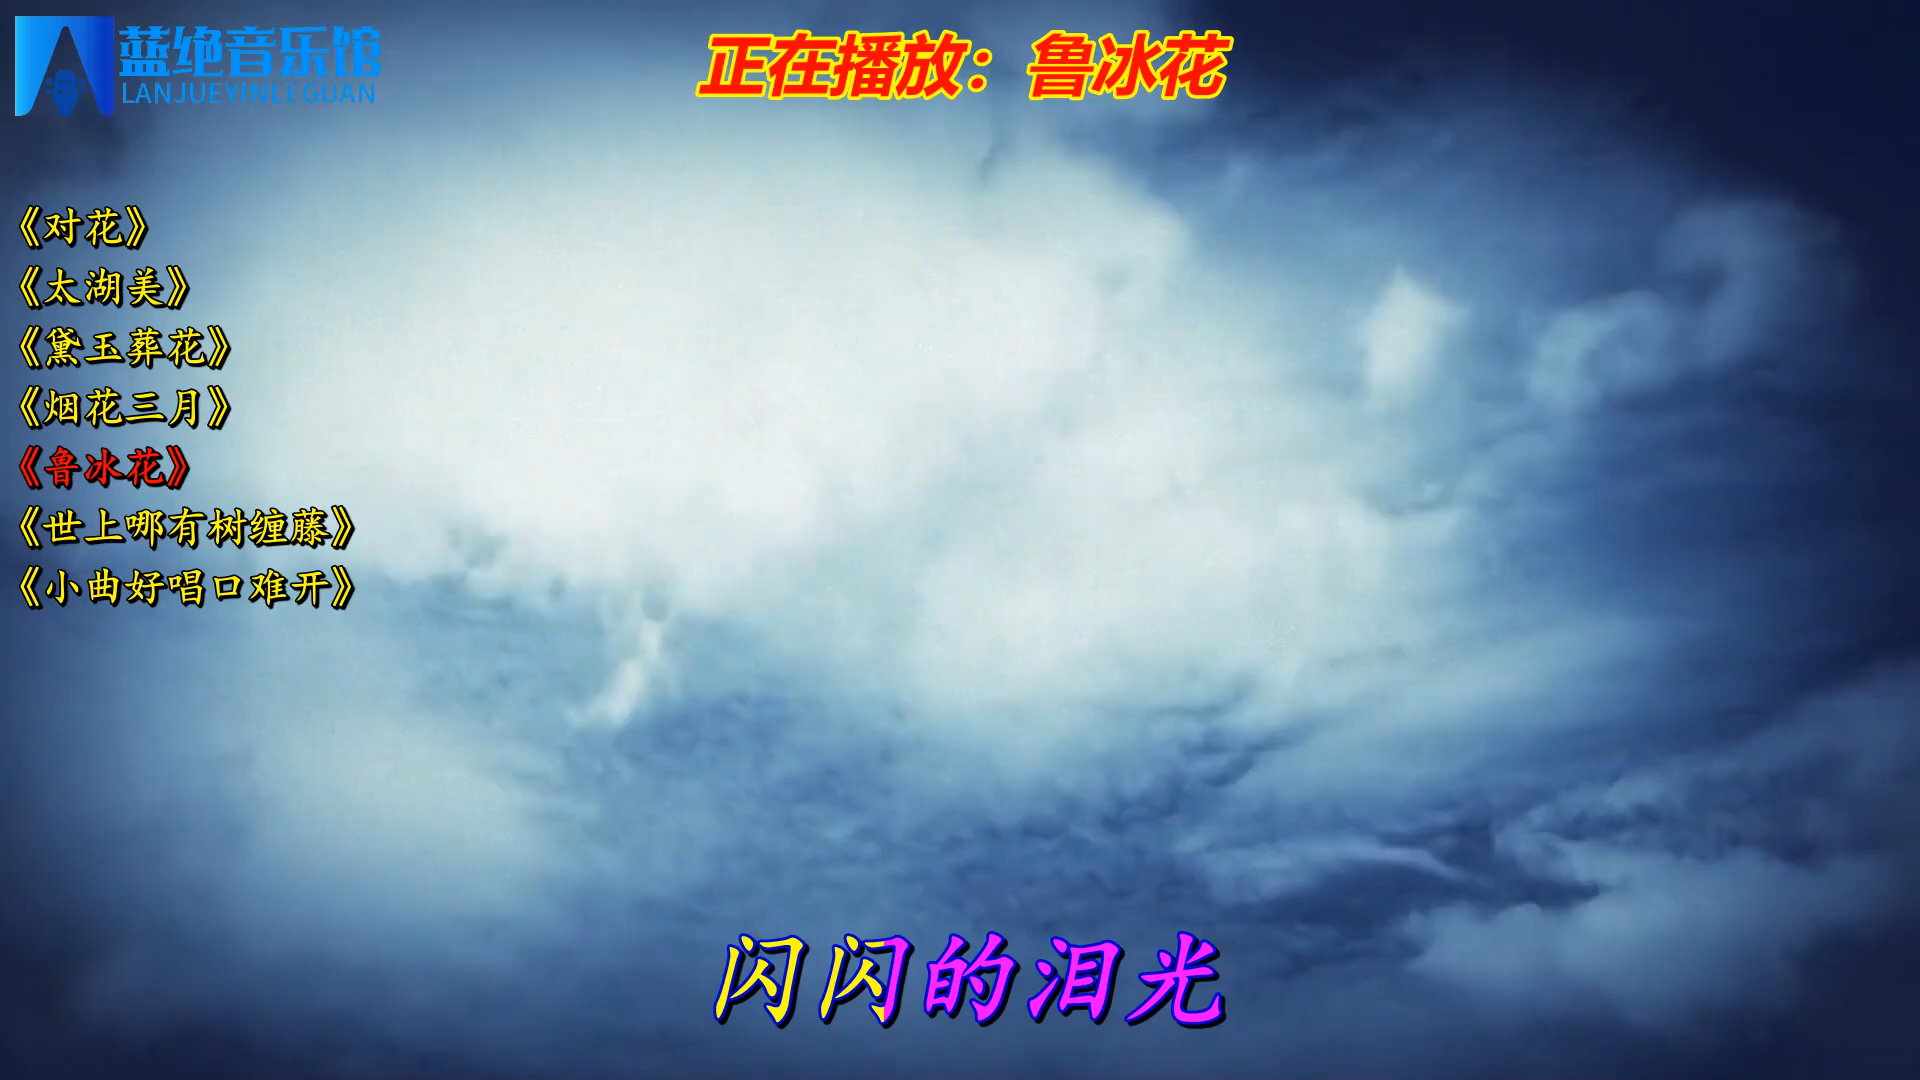 蓝绝音乐馆
LANJUEYINLEGUAN
正在播放：鲁冰花
《对花》
《太湖美》
《黛玉葬花》
《烟花三月》
《鲁冰花》
《世上哪有树缠藤》
《小曲好唱口难开》
闪闪的泪光